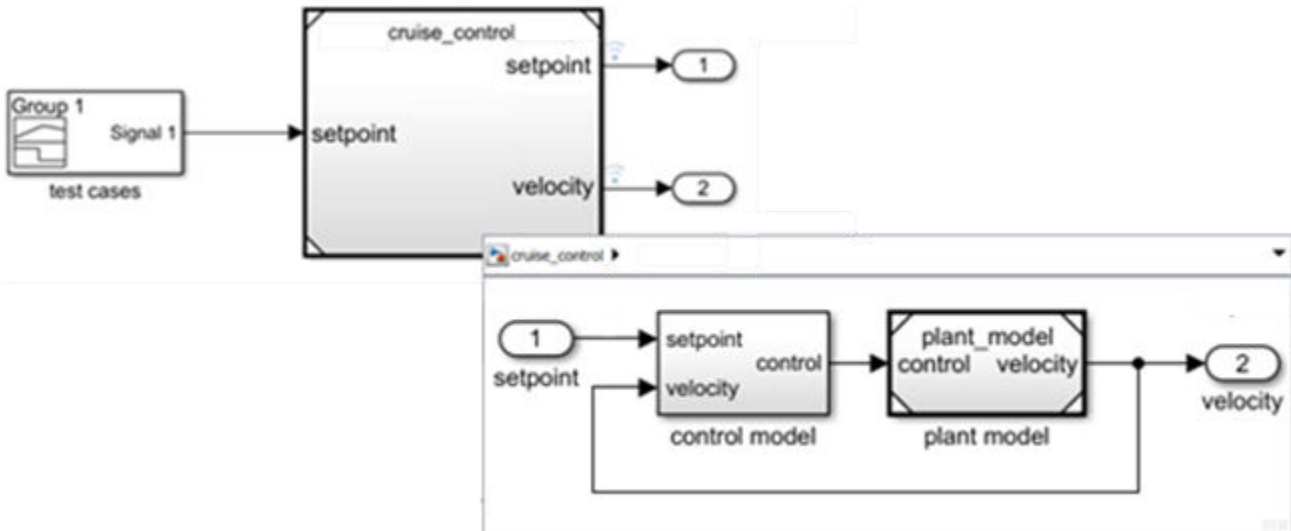 cruise_control
setpoint
1
Group 1
Signal 1
setpoint
test cases
velocity
2
cruise_control
1
setpoint
setpoint
velocity
control
control model
plant_model
control velocity
plant model
2
velocity